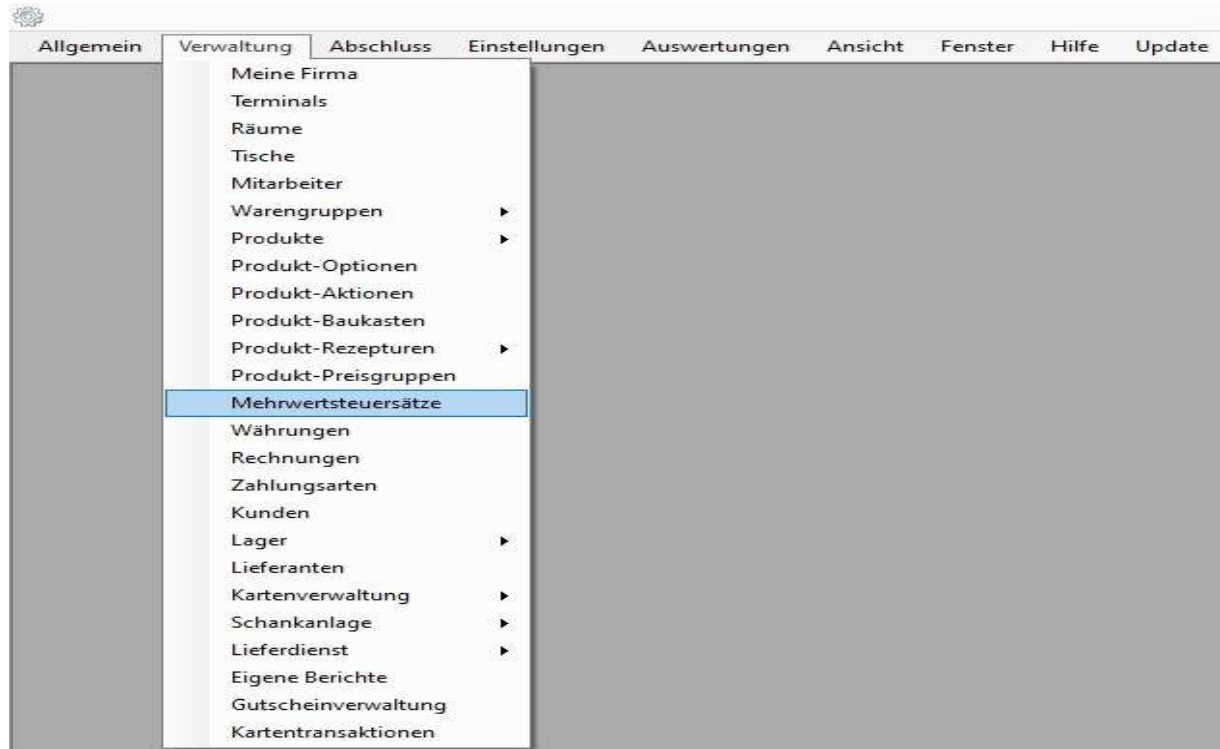 Allgemein Verwaltung Abschluss Einstellungen Auswertungen Ansicht Fenster Hilfe Update
Meine Firma
Terminals
Räume
Tische
Mitarbeiter
Warengruppen
Produkte
Produkt-Optionen
Produkt-Aktionen
Produkt-Baukasten
Produkt-Rezepturen
Produkt-Preisgruppen
Mehrwertsteuersätze
Währungen
Rechnungen
Zahlungsarten
Kunden
Lager
Lieferanten
Kartenverwaltung
Schankanlage
Lieferdienst
Eigene Berichte
Gutscheinverwaltung
Kartentransaktionen